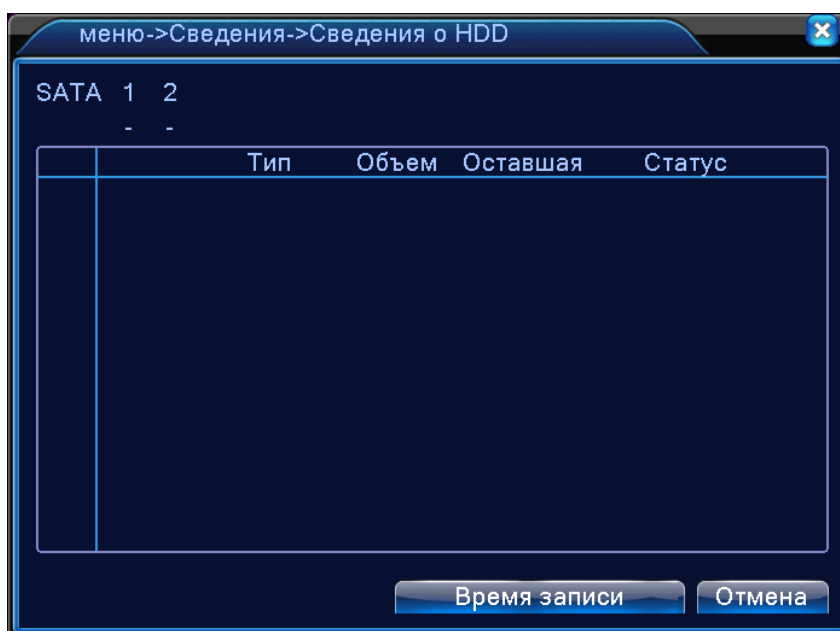 меню->Сведения->Сведения о HDD
SATA 1 2
- -
Тип Объем Оставшая Статус
Время записи Отмена